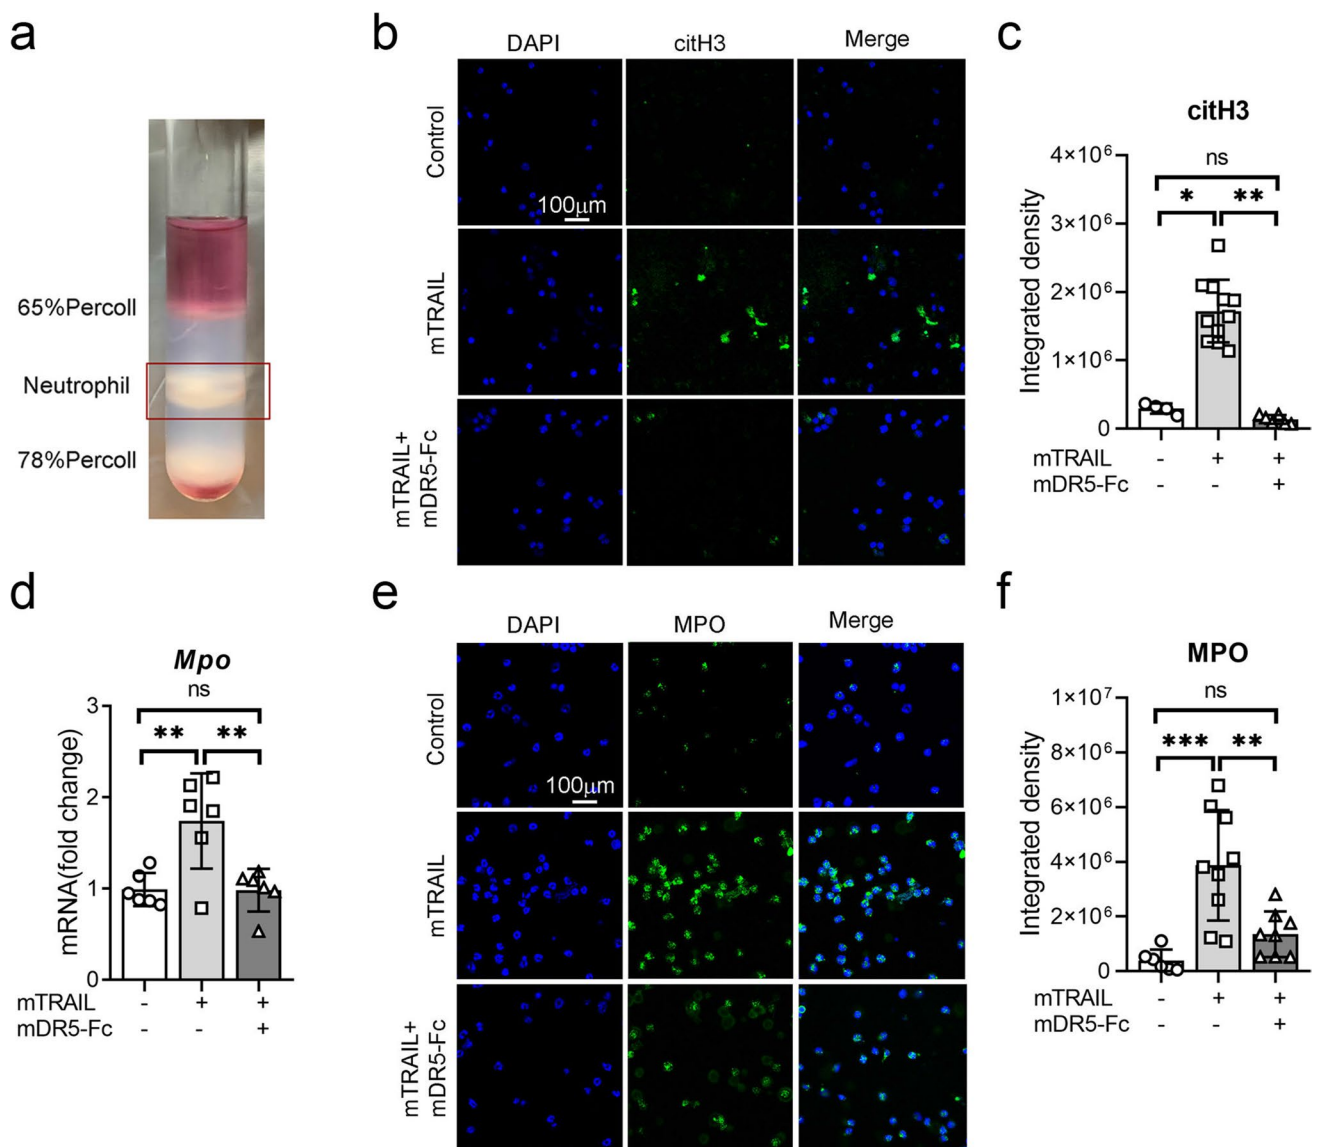 a
65%Percoll
Neutrophil
78%Percoll
b
DAPI
citH3
Merge
Control
100μm
mTRAIL
mTRAIL+
mDR5-Fc
c
citH3
Integrated density
4×10⁶
3×10⁶
2×10⁶
1×10⁶
0
ns
*
**
mTRAIL - + +
mDR5-Fc - - +
d
Mpo
mRNA(fold change)
3
2
1
0
ns
**
**
mTRAIL - + +
mDR5-Fc - - +
e
DAPI
MPO
Merge
Control
100μm
mTRAIL
mTRAIL+
mDR5-Fc
f
MPO
Integrated density
1×10⁷
8×10⁶
6×10⁶
4×10⁶
2×10⁶
0
ns
***
**
mTRAIL - + +
mDR5-Fc - - +